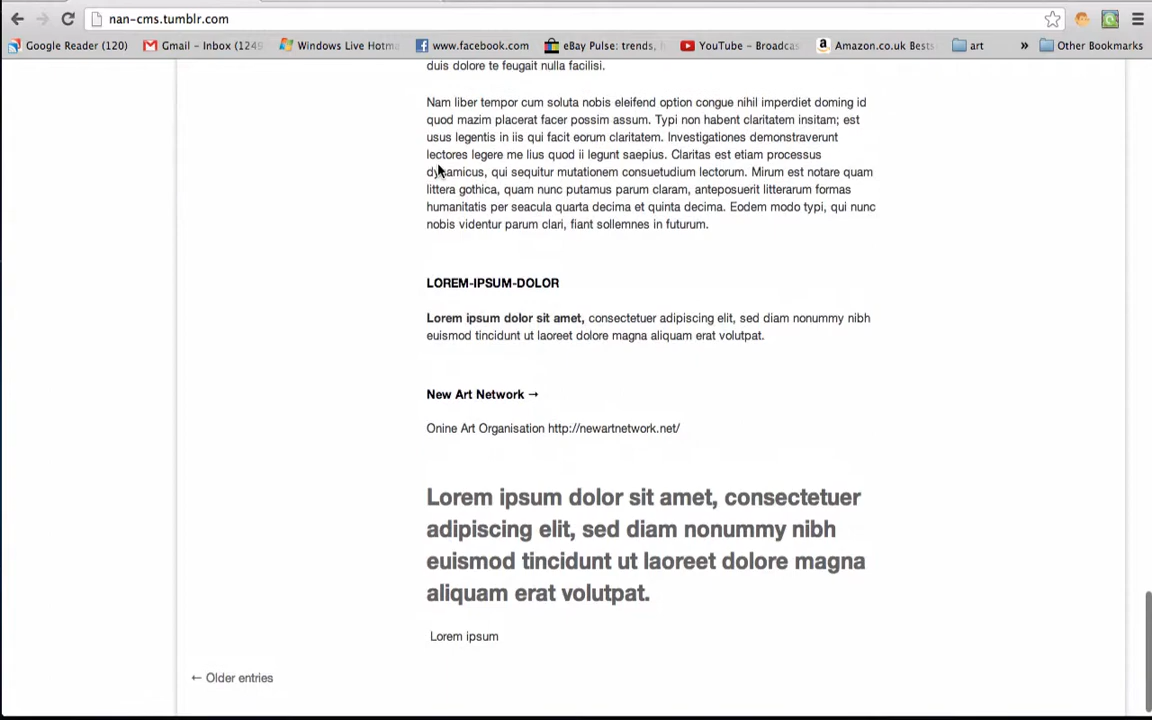 nan-cms.tumblr.com
Google Reader (120) Gmail – Inbox (1249 Windows Live Hotma www.facebook.com eBay Pulse: trends, YouTube – Broadcas Amazon.co.uk Bests art » Other Bookmarks
duis dolore te feugait nulla facilisi.
Nam liber tempor cum soluta nobis eleifend option congue nihil imperdiet doming id
quod mazim placerat facer possim assum. Typi non habent claritatem insitam; est
usus legentis in iis qui facit eorum claritatem. Investigationes demonstraverunt
lectores legere me lius quod ii legunt saepius. Claritas est etiam processus
dynamicus, qui sequitur mutationem consuetudium lectorum. Mirum est notare quam
littera gothica, quam nunc putamus parum claram, anteposuerit litterarum formas
humanitatis per seacula quarta decima et quinta decima. Eodem modo typi, qui nunc
nobis videntur parum clari, fiant sollemnes in futurum.
LOREM-IPSUM-DOLOR
Lorem ipsum dolor sit amet, consectetuer adipiscing elit, sed diam nonummy nibh
euismod tincidunt ut laoreet dolore magna aliquam erat volutpat.
New Art Network →
Onine Art Organisation http://newartnetwork.net/
Lorem ipsum dolor sit amet, consectetuer
adipiscing elit, sed diam nonummy nibh
euismod tincidunt ut laoreet dolore magna
aliquam erat volutpat.
Lorem ipsum
← Older entries